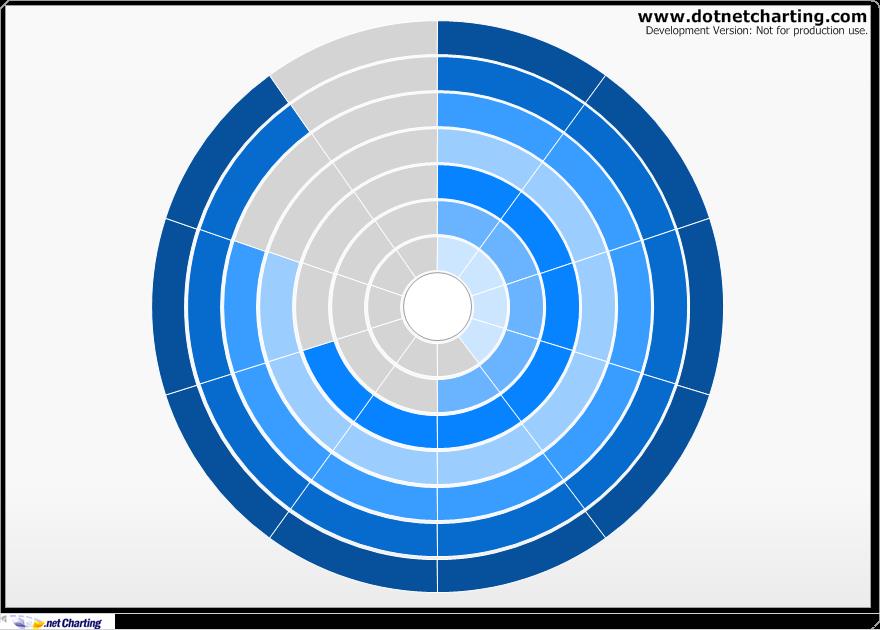 www.dotnetcharting.com
Development Version: Not for production use.
.net Charting